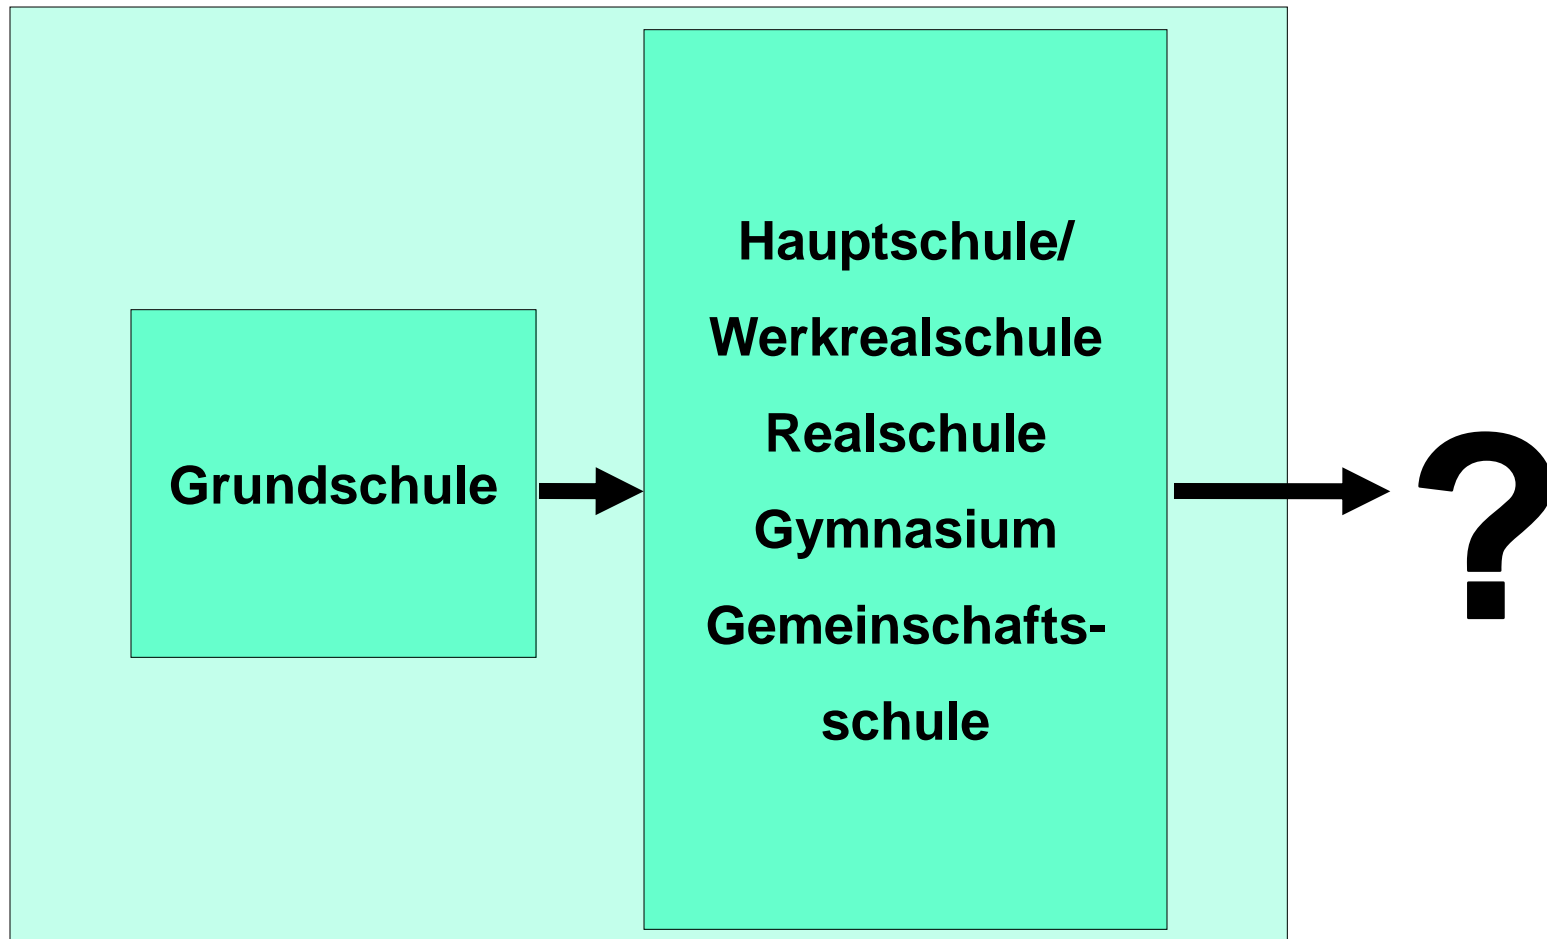 Grundschule
Hauptschule/
Werkrealschule
Realschule
Gymnasium
Gemeinschafts-
schule
?